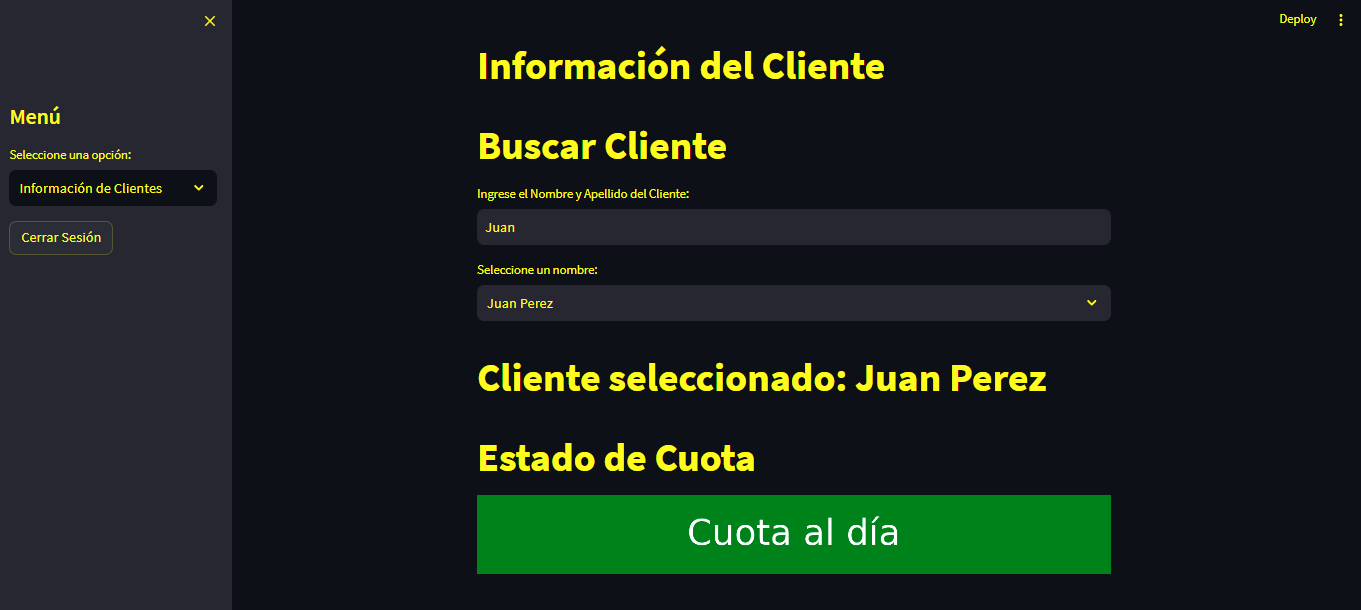 Deploy
Menú
Seleccione una opción:
Información de Clientes
Cerrar Sesión
Información del Cliente
Buscar Cliente
Ingrese el Nombre y Apellido del Cliente:
Juan
Seleccione un nombre:
Juan Perez
Cliente seleccionado: Juan Perez
Estado de Cuota
Cuota al día